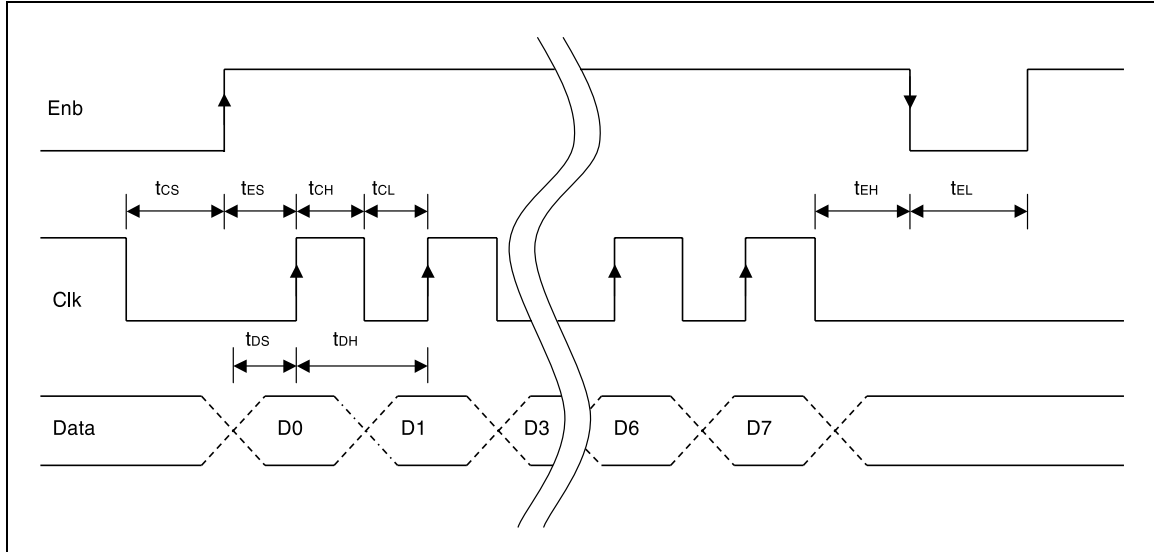 Enb
tCS tES tCH tCL tEH tEL
Clk
tDS tDH
Data D0 D1 D3 D6 D7